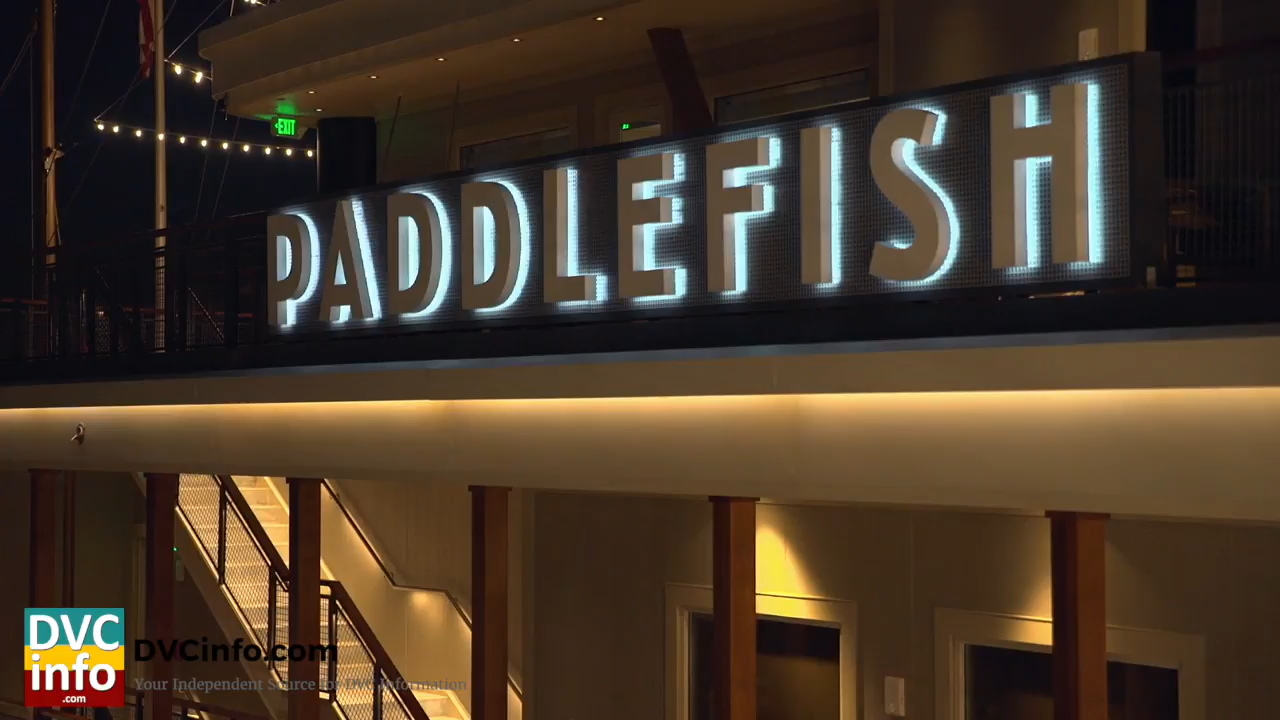 EXIT
PADDLEFISH
DVC
info
.com
DVCinfo.com
Your Independent Source for DVC Information